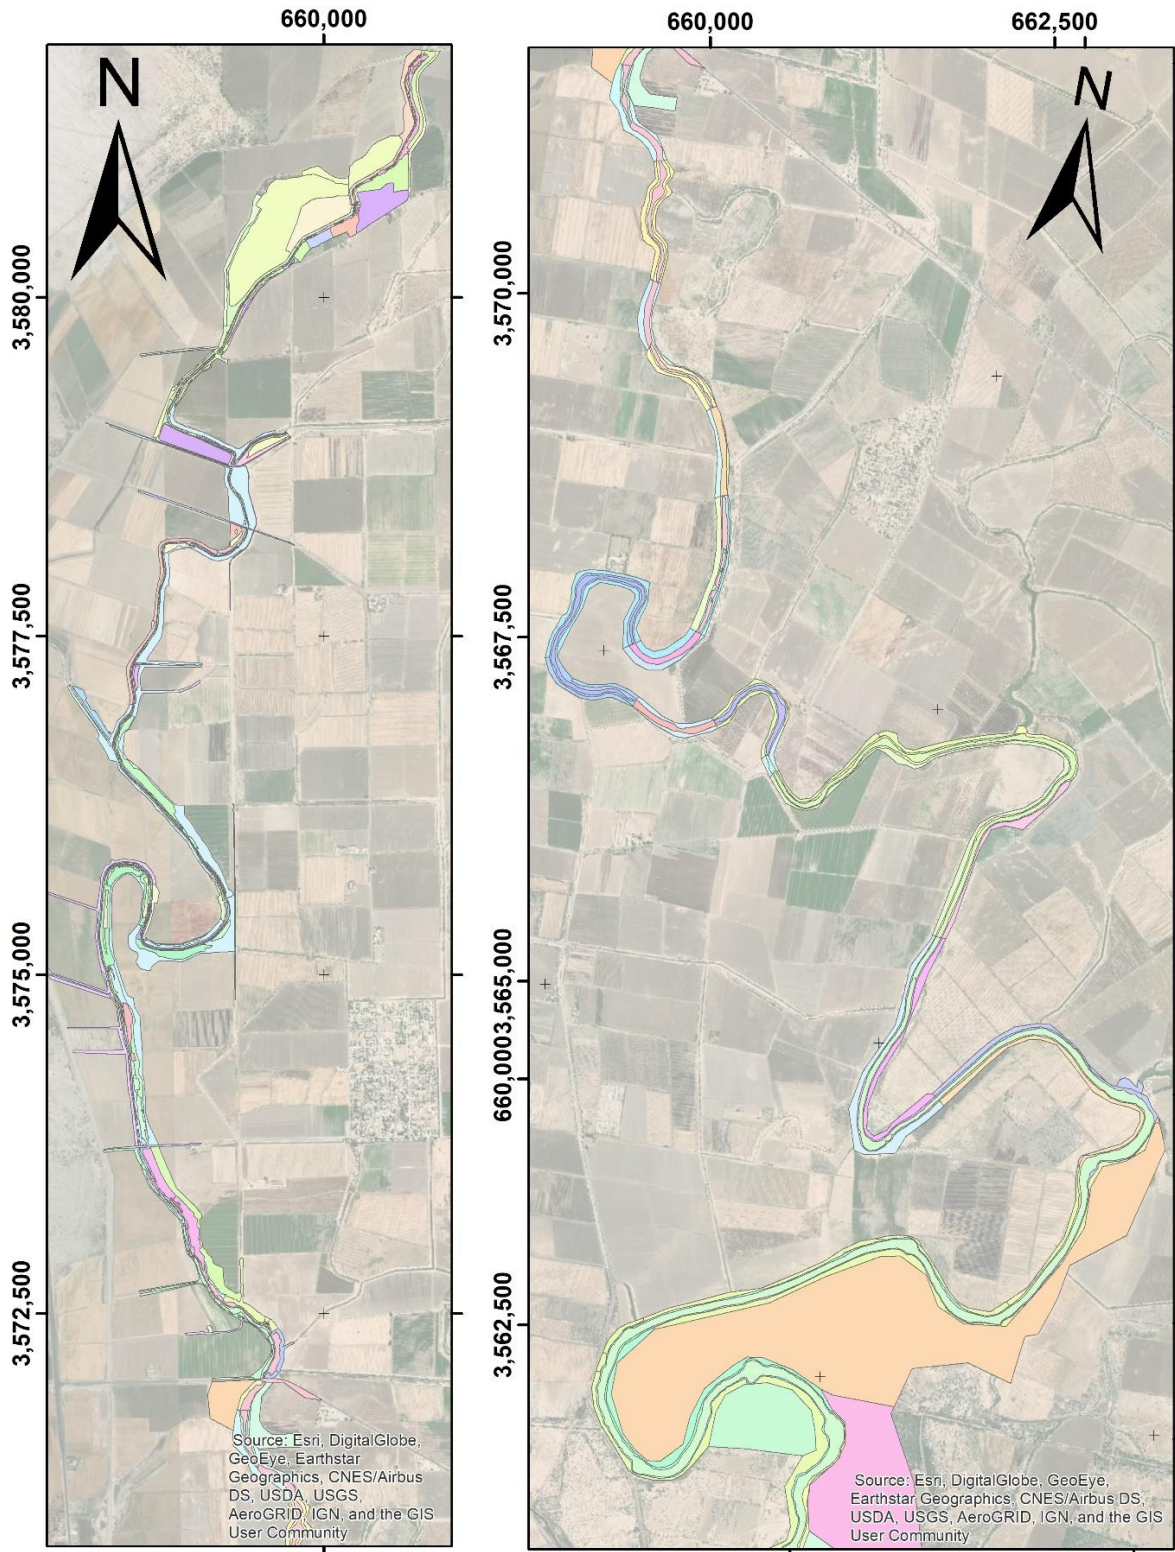 660,000
N
3,580,000
3,577,500
3,575,000
3,572,500
Source: Esri, DigitalGlobe,
GeoEye, Earthstar
Geographics, CNES/Airbus
DS, USDA, USGS,
AeroGRID, IGN, and the GIS
User Community
660,000
662,500
N
3,570,000
3,567,500
660,0003,565,000
3,562,500
Source: Esri, DigitalGlobe, GeoEye,
Earthstar Geographics, CNES/Airbus DS,
USDA, USGS, AeroGRID, IGN, and the GIS
User Community